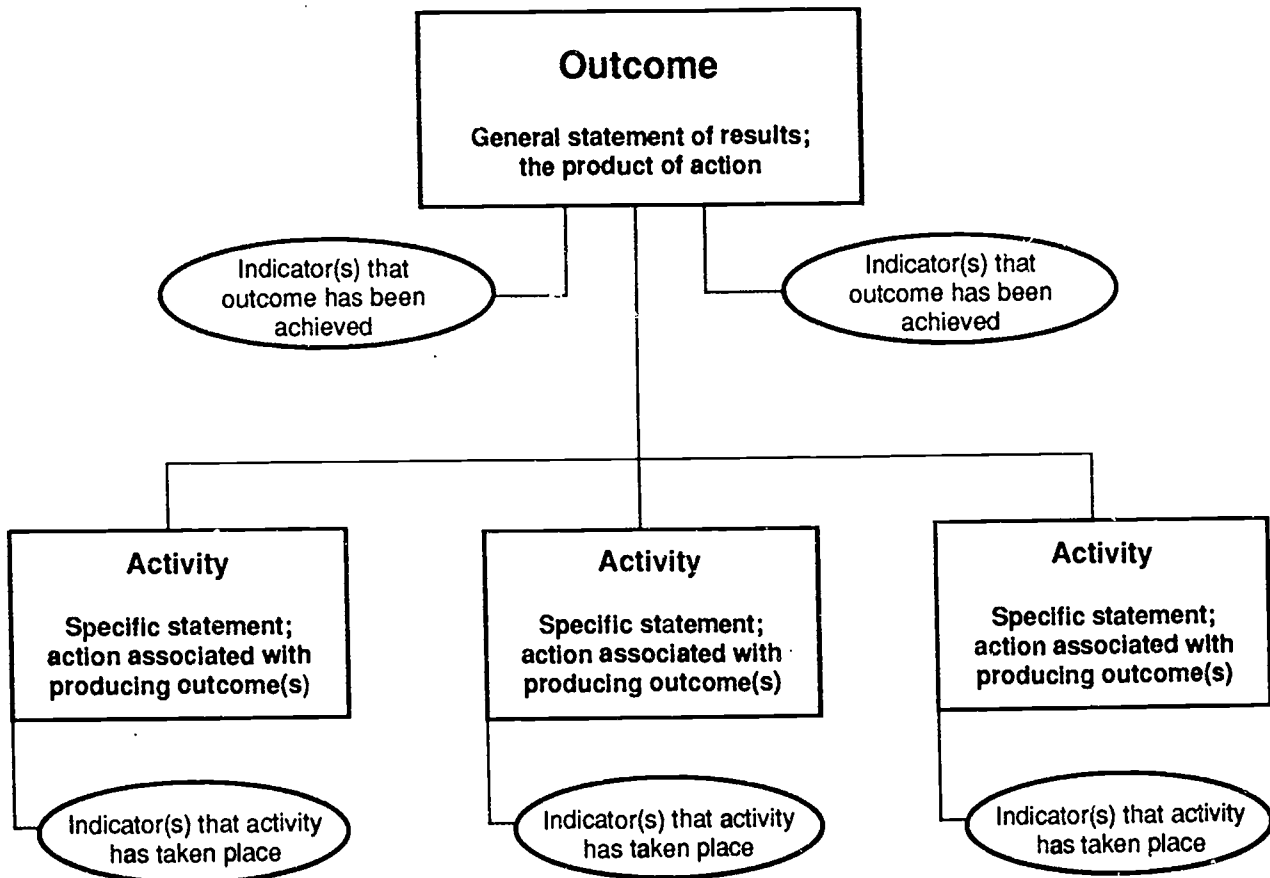 Outcome
General statement of results;
the product of action
Indicator(s) that
outcome has been
achieved
Indicator(s) that
outcome has been
achieved
Activity
Specific statement;
action associated with
producing outcome(s)
Activity
Specific statement;
action associated with
producing outcome(s)
Activity
Specific statement;
action associated with
producing outcome(s)
Indicator(s) that activity
has taken place
Indicator(s) that activity
has taken place
Indicator(s) that activity
has taken place